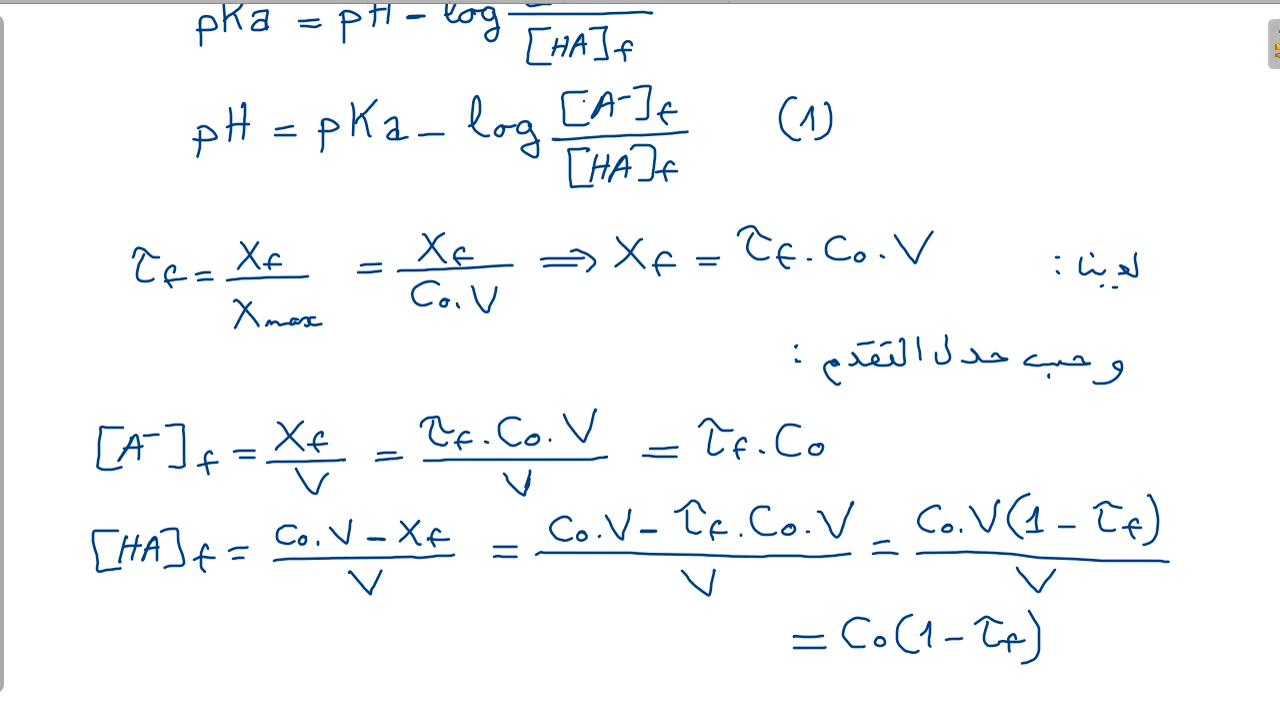 pKa = pH - log [HA]f
pH = pKa - log [A-]f / [HA]f (1)
لدينا : τf = Xf / Xmax = Xf / C0.V ⟹ Xf = τf . C0 . V
و حسب جدول التقدم :
[A-]f = Xf / V = τf . C0 . V / V = τf . C0
[HA]f = C0.V - Xf / V = C0.V - τf . C0 . V / V = C0.V(1 - τf) / V
= C0(1 - τf)